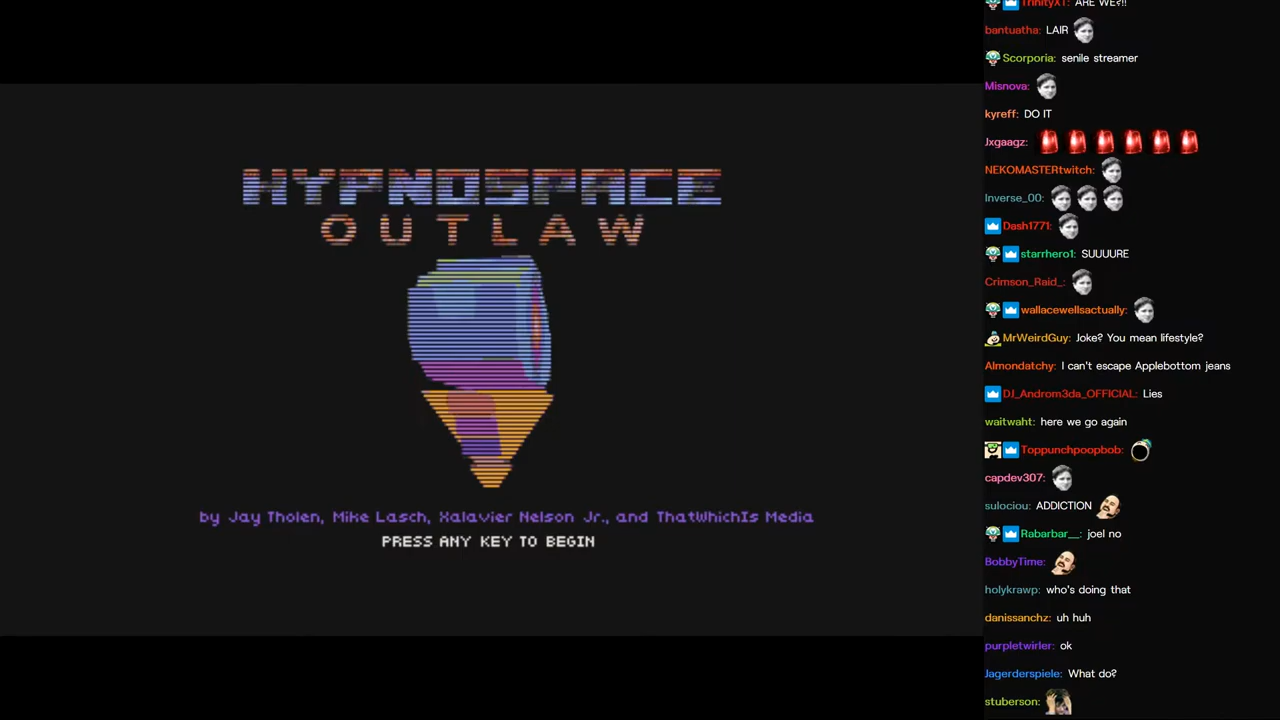 HYPNOSPACE
OUTLAW
by Jay Tholen, Mike Lasch, Xalavier Nelson Jr., and ThatWhichIs Media
PRESS ANY KEY TO BEGIN
TrinityXT: ARE WE?!!
bantuatha: LAIR
Scorporia: senile streamer
Misnova:
kyreff: DO IT
Jxgaagz:
NEKOMASTERtwitch:
Inverse_00:
Dash1771:
starrhero1: SUUUURE
Crimson_Raid_:
wallacewellsactually:
MrWeirdGuy: Joke? You mean lifestyle?
Almondatchy: I can't escape Applebottom jeans
DJ_Androm3da_OFFICIAL: Lies
waitwaht: here we go again
Toppunchpoopbob:
capdev307:
sulociou: ADDICTION
Rabarbar__: joel no
BobbyTime:
holykrawp: who's doing that
danissanchz: uh huh
purpletwirler: ok
Jagerderspiele: What do?
stuberson: